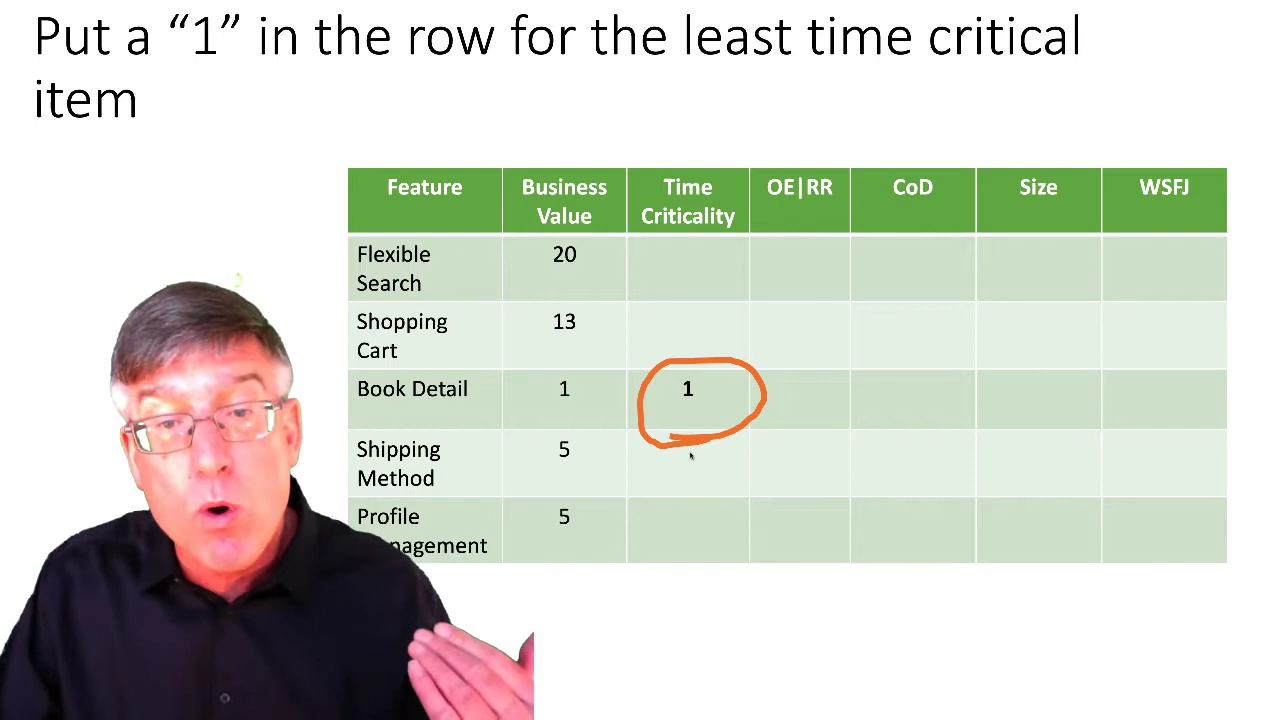 Put a “1” in the row for the least time critical
item
Feature Business Value Time Criticality OE|RR CoD Size WSFJ
Flexible Search 20
Shopping Cart 13
Book Detail 1 1
Shipping Method 5
Profile 5